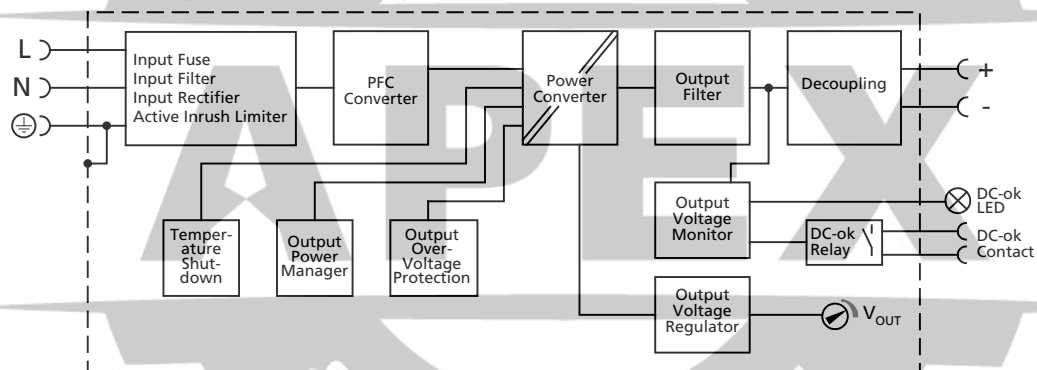 L
N
Input Fuse
Input Filter
Input Rectifier
Active Inrush Limiter
PFC
Converter
Power
Converter
Output
Filter
Decoupling
+
-
Temper-
ature
Shut-
down
Output
Power
Manager
Output
Over-
Voltage
Protection
Output
Voltage
Monitor
DC-ok
Relay
DC-ok
LED
DC-ok
Contact
Output
Voltage
Regulator
VOUT
APEX